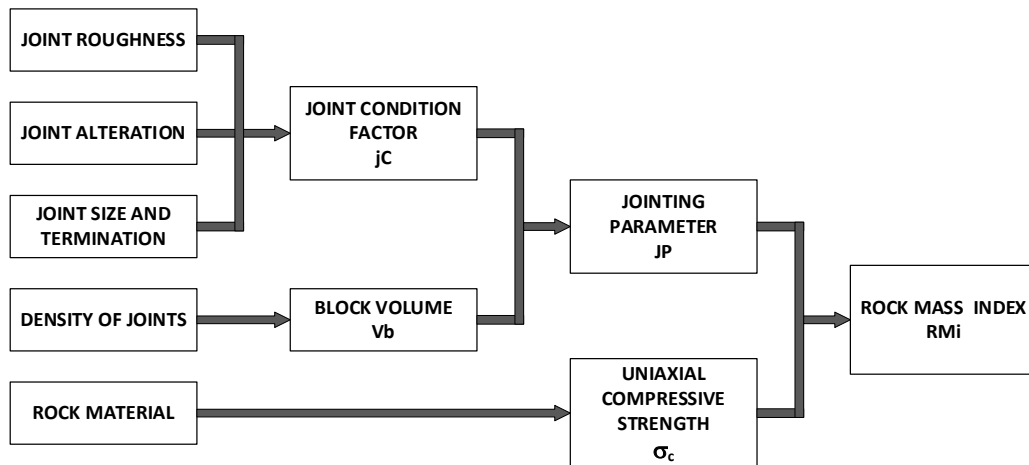 JOINT ROUGHNESS
JOINT ALTERATION
JOINT SIZE AND
TERMINATION
DENSITY OF JOINTS
ROCK MATERIAL
JOINT CONDITION
FACTOR
jC
BLOCK VOLUME
Vb
JOINTING
PARAMETER
JP
UNIAXIAL
COMPRESSIVE
STRENGTH
σc
ROCK MASS INDEX
RMi